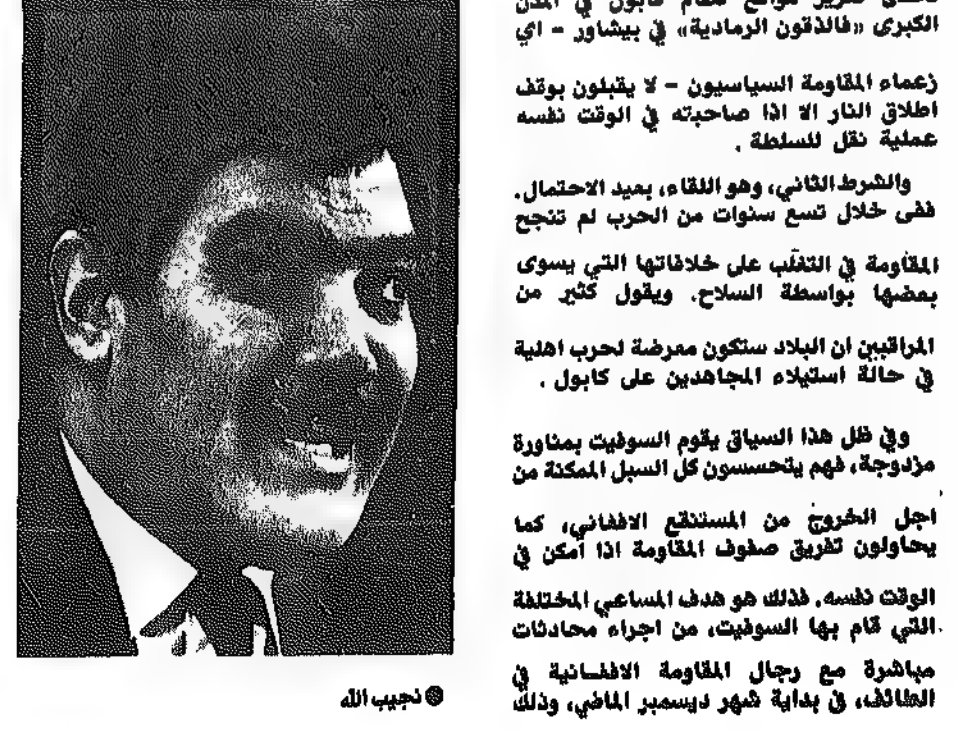 الكبرى «فالذقون الرمادية» في بيشاور - اي
زعماء المقاومة السياسيون - لا يقبلون بوقف
اطلاق النار الا اذا صاحبته في الوقت نفسه
عملية نقل للسلطة .
والشرط الثاني، وهو اللقاء، بعيد الاحتمال.
ففى خلال تسع سنوات من الحرب لم تنجح
المقاومة في التغلّب على خلافاتها التي يسوى
بعضها بواسطة السلاح. ويقول كثير من
المراقبين ان البلاد ستكون معرضة لحرب اهلية
في حالة استيلاء المجاهدين على كابول .
وفي ظل هذا السياق يقوم السوفيت بمناورة
مزدوجة، فهم يتحسسون كل السبل الممكنة من
اجل الخروج من المستنقع الافغاني، كما
يحاولون تفريق صفوف المقاومة اذا أمكن في
الوقت نفسه. فذلك هو هدف المساعي المختلفة
التي قام بها السوفيت، من اجراء محادثات
مباشرة مع رجال المقاومة الافغانية في
الطائف، في بداية شهر ديسمبر الماضي، وذلك
نجيب الله